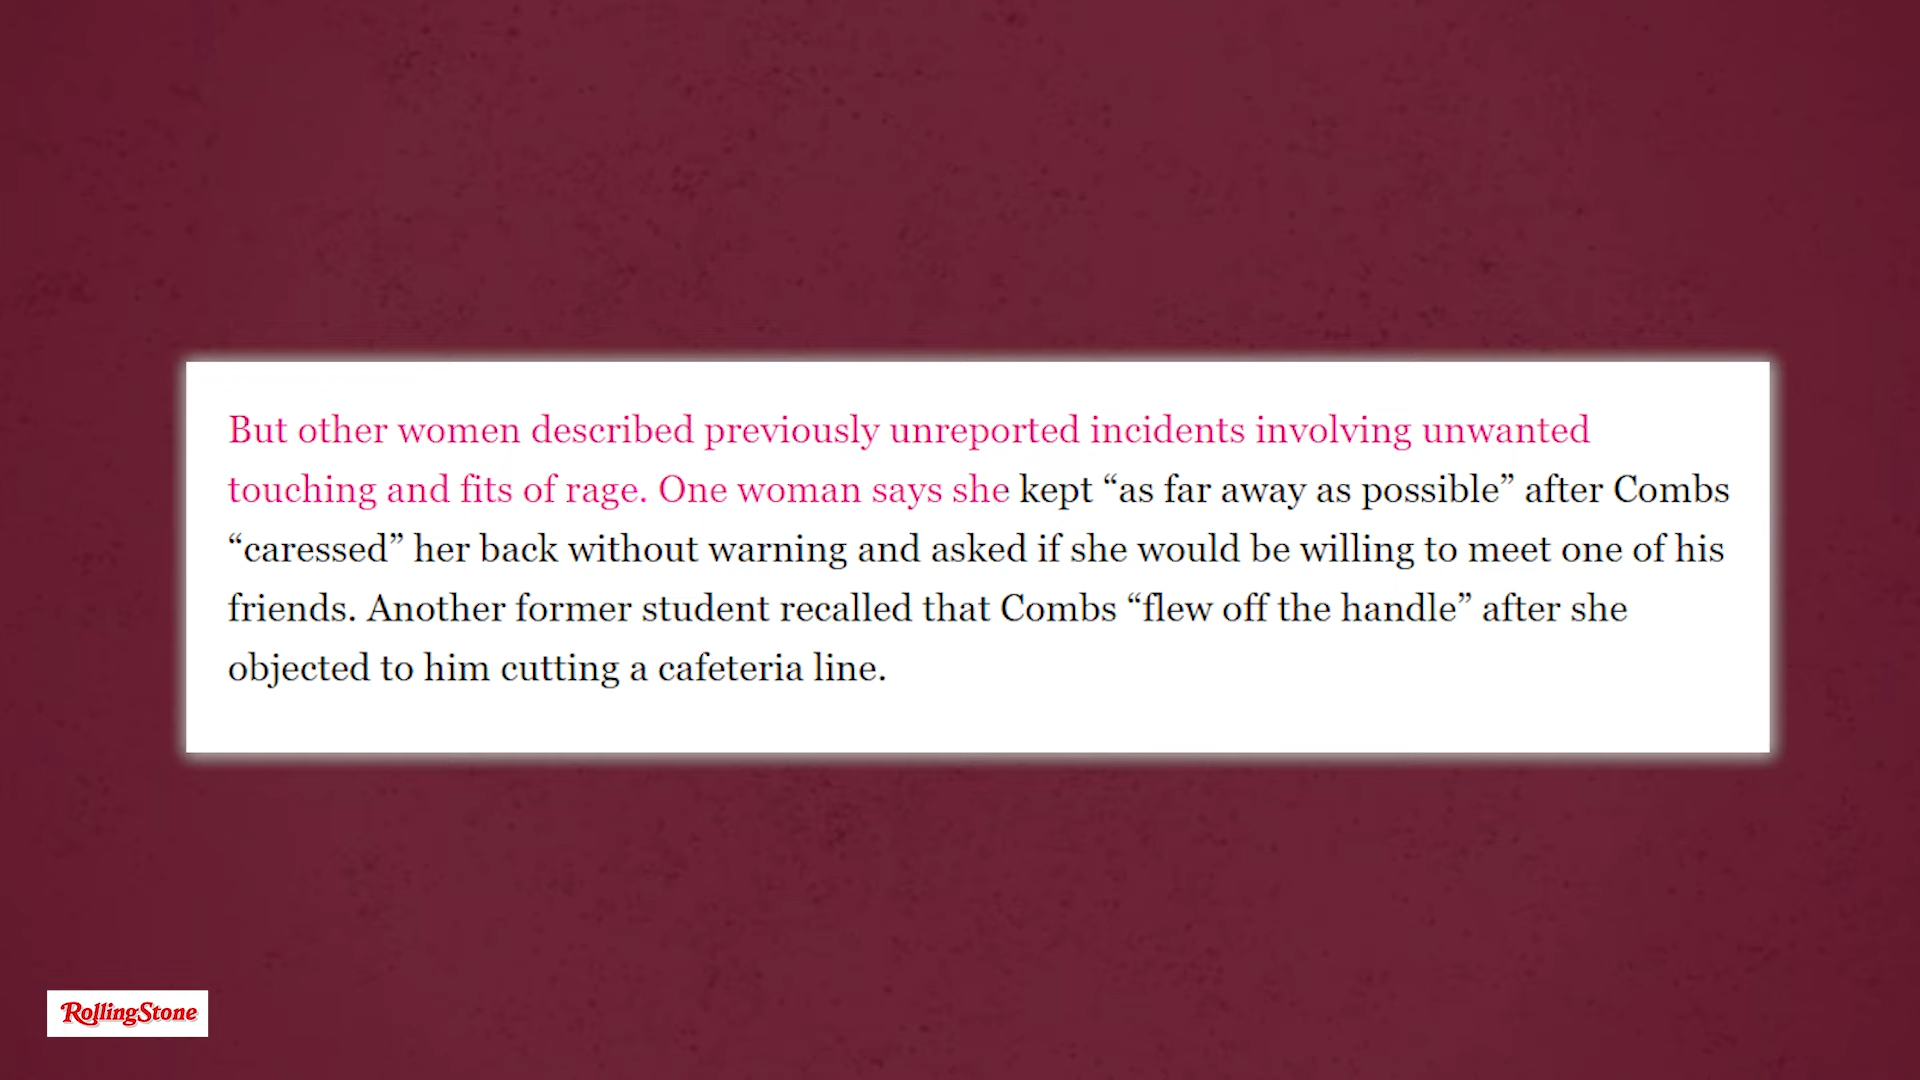 But other women described previously unreported incidents involving unwanted
touching and fits of rage. One woman says she kept “as far away as possible” after Combs
“caressed” her back without warning and asked if she would be willing to meet one of his
friends. Another former student recalled that Combs “flew off the handle” after she
objected to him cutting a cafeteria line.
RollingStone